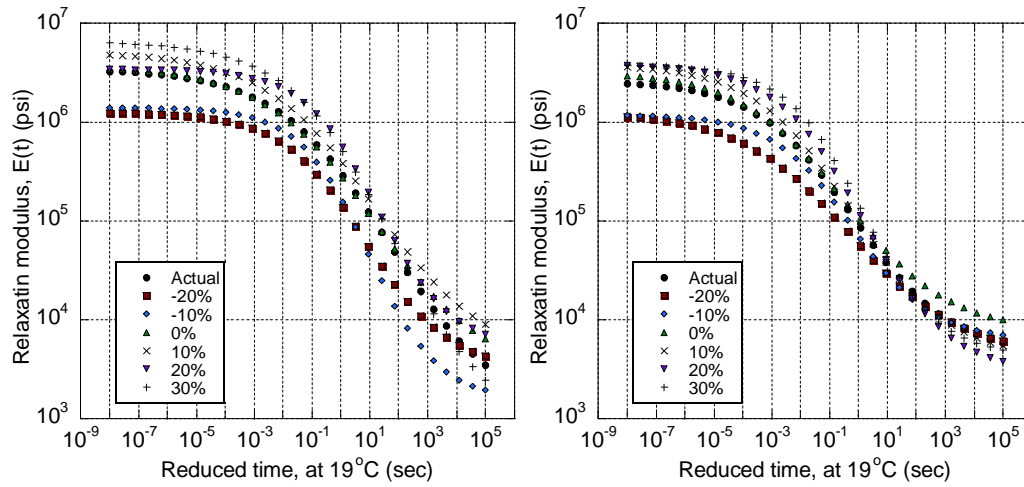 10^7
10^6
10^5
10^4
10^3
Relaxatin modulus, E(t) (psi)
Actual
-20%
-10%
0%
10%
20%
30%
10^-9 10^-7 10^-5 10^-3 10^-1 10^1 10^3 10^5
Reduced time, at 19°C (sec)
10^7
10^6
10^5
10^4
10^3
Relaxatin modulus, E(t) (psi)
Actual
-20%
-10%
0%
10%
20%
30%
10^-9 10^-7 10^-5 10^-3 10^-1 10^1 10^3 10^5
Reduced time, at 19°C (sec)